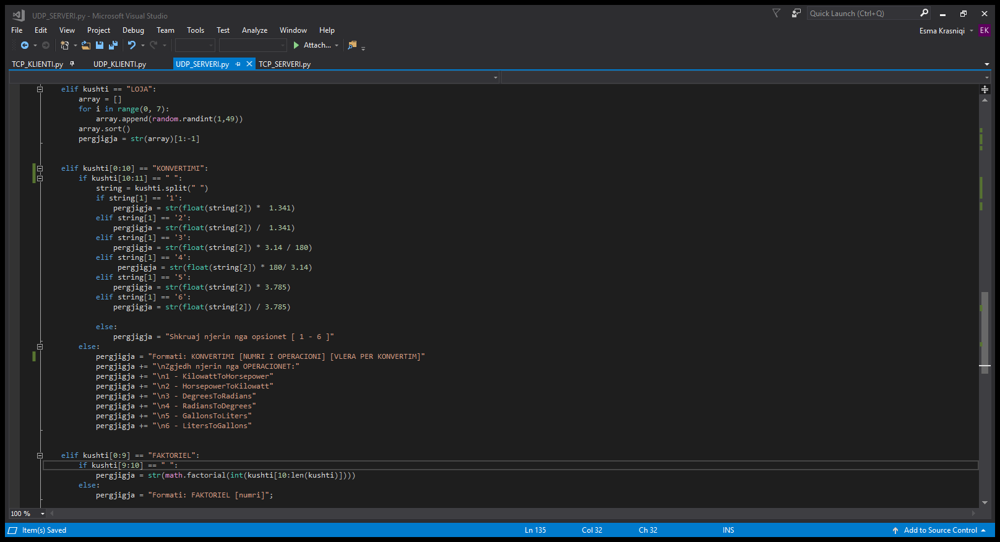 UDP_SERVERI.py - Microsoft Visual Studio
Quick Launch (Ctrl+Q)
File Edit View Project Debug Team Tools Test Analyze Window Help
Esma Krasniqi EK
Attach...
TCP_KLIENTI.py UDP_KLIENTI.py UDP_SERVERI.py TCP_SERVERI.py
elif kushti == "LOJA":
array = []
for i in range(0, 7):
array.append(random.randint(1,49))
array.sort()
pergjigja = str(array)[1:-1]
elif kushti[0:10] == "KONVERTIMI":
if kushti[10:11] == " ":
string = kushti.split(" ")
if string[1] == '1':
pergjigja = str(float(string[2]) *  1.341)
elif string[1] == '2':
pergjigja = str(float(string[2]) /  1.341)
elif string[1] == '3':
pergjigja = str(float(string[2]) * 3.14 / 180)
elif string[1] == '4':
pergjigja = str(float(string[2]) * 180/ 3.14)
elif string[1] == '5':
pergjigja = str(float(string[2]) * 3.785)
elif string[1] == '6':
pergjigja = str(float(string[2]) / 3.785)
else:
pergjigja = "Shkruaj njerin nga opsionet [ 1 - 6 ]"
else:
pergjigja = "Formati: KONVERTIMI [NUMRI I OPERACIONI] [VLERA PER KONVERTIM]"
pergjigja += "\nZgjedh njerin nga OPERACIONET:"
pergjigja += "\n1 - KilowattToHorsepower"
pergjigja += "\n2 - HorsepowerToKilowatt"
pergjigja += "\n3 - DegreesToRadians"
pergjigja += "\n4 - RadiansToDegrees"
pergjigja += "\n5 - GallonsToLiters"
pergjigja += "\n6 - LitersToGallons"
elif kushti[0:9] == "FAKTORIEL":
if kushti[9:10] == " ":
pergjigja = str(math.factorial(int(kushti[10:len(kushti)])))
else:
pergjigja = "Formati: FAKTORIEL [numri]";
100 %
Item(s) Saved Ln 135 Col 32 Ch 32 INS Add to Source Control